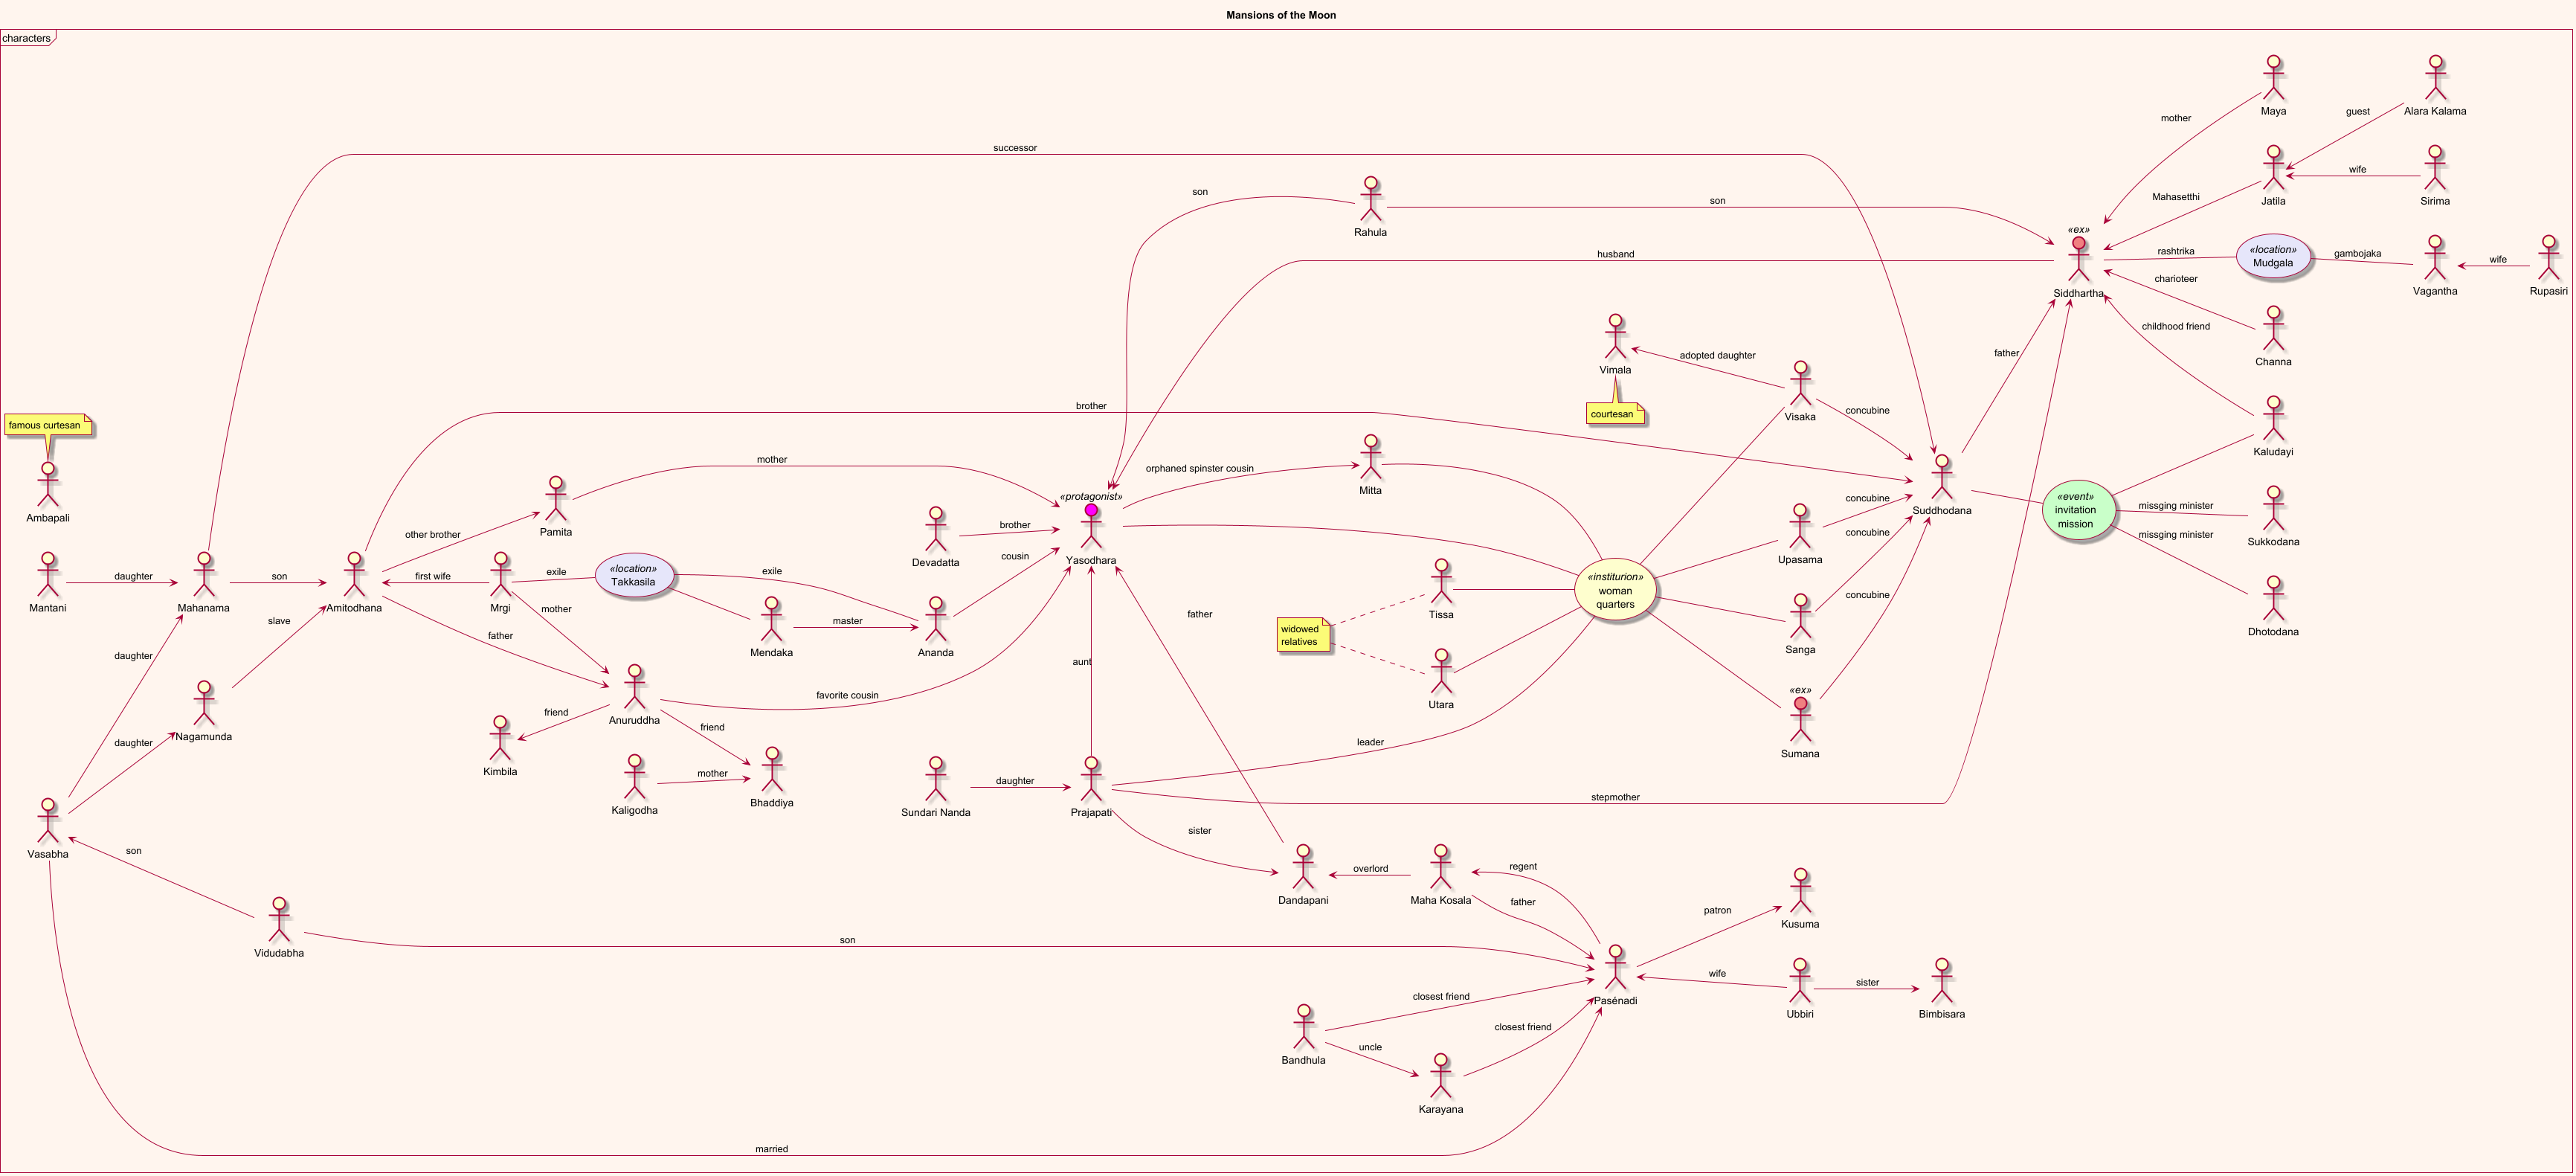 Mansions of the Moon
characters
Maya
Alara Kalama
mother
guest
successor
son
Mahasetthi
wife
Jatila
Sirima
Rahula
son
«ex»
husband
rashtrika
«location»
Mudgala
gambojaka
wife
Siddhartha
charioteer
Vagantha
Rupasiri
childhood friend
father
Channa
Vimala
adopted daughter
courtesan
Visaka
concubine
brother
famous curtesan
Kaludayi
mother
orphaned spinster cousin
Mitta
«protagonist»
concubine
«event»
invitation
mission
missging minister
Ambapali
Suddhodana
Sukkodana
other brother
Pamita
brother
Devadatta
Yasodhara
cousin
Upasama
concubine
missging minister
Mantani
daughter
Mahanama
son
Amitodhana
first wife
Mrgi
exile
«location»
Takkasila
exile
«institurion»
woman
quarters
concubine
mother
slave
father
Mendaka
master
Ananda
father
Tissa
widowed
relatives
Sanga
Dhotodana
daughter
aunt
favorite cousin
Utara
«ex»
Anuruddha
friend
friend
daughter
Nagamunda
Kimbila
leader
Sumana
mother
Kaligodha
Bhaddiya
Sundari Nanda
daughter
Prajapati
stepmother
sister
Vasabha
son
overlord
Dandapani
Maha Kosala
regent
father
patron
Kusuma
Vidudabha
son
closest friend
Pasénadi
wife
Ubbiri
sister
Bimbisara
closest friend
Bandhula
uncle
Karayana
married